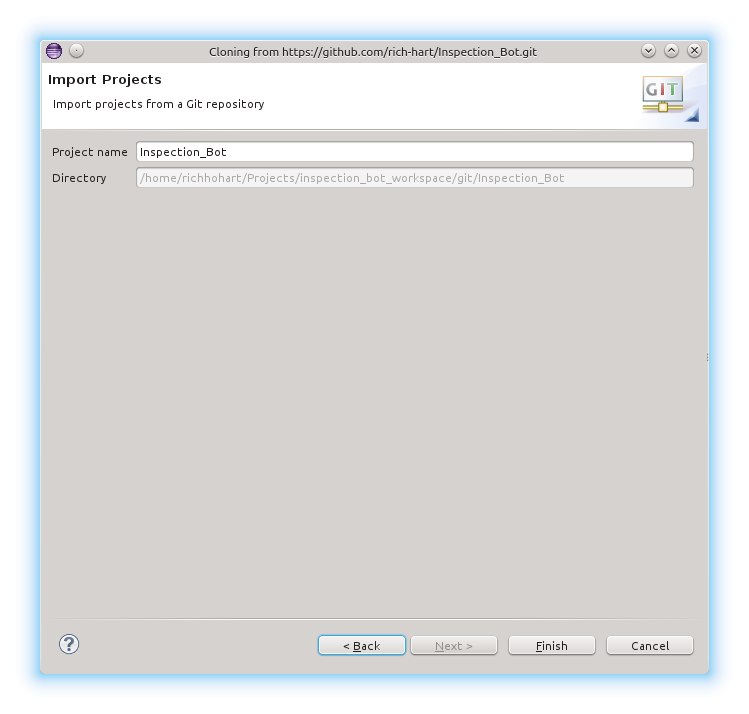 Cloning from https://github.com/rich-hart/Inspection_Bot.git
Import Projects
Import projects from a Git repository
GIT
Project name Inspection_Bot
Directory /home/richhohart/Projects/inspection_bot_workspace/git/Inspection_Bot
? < Back Next > Finish Cancel